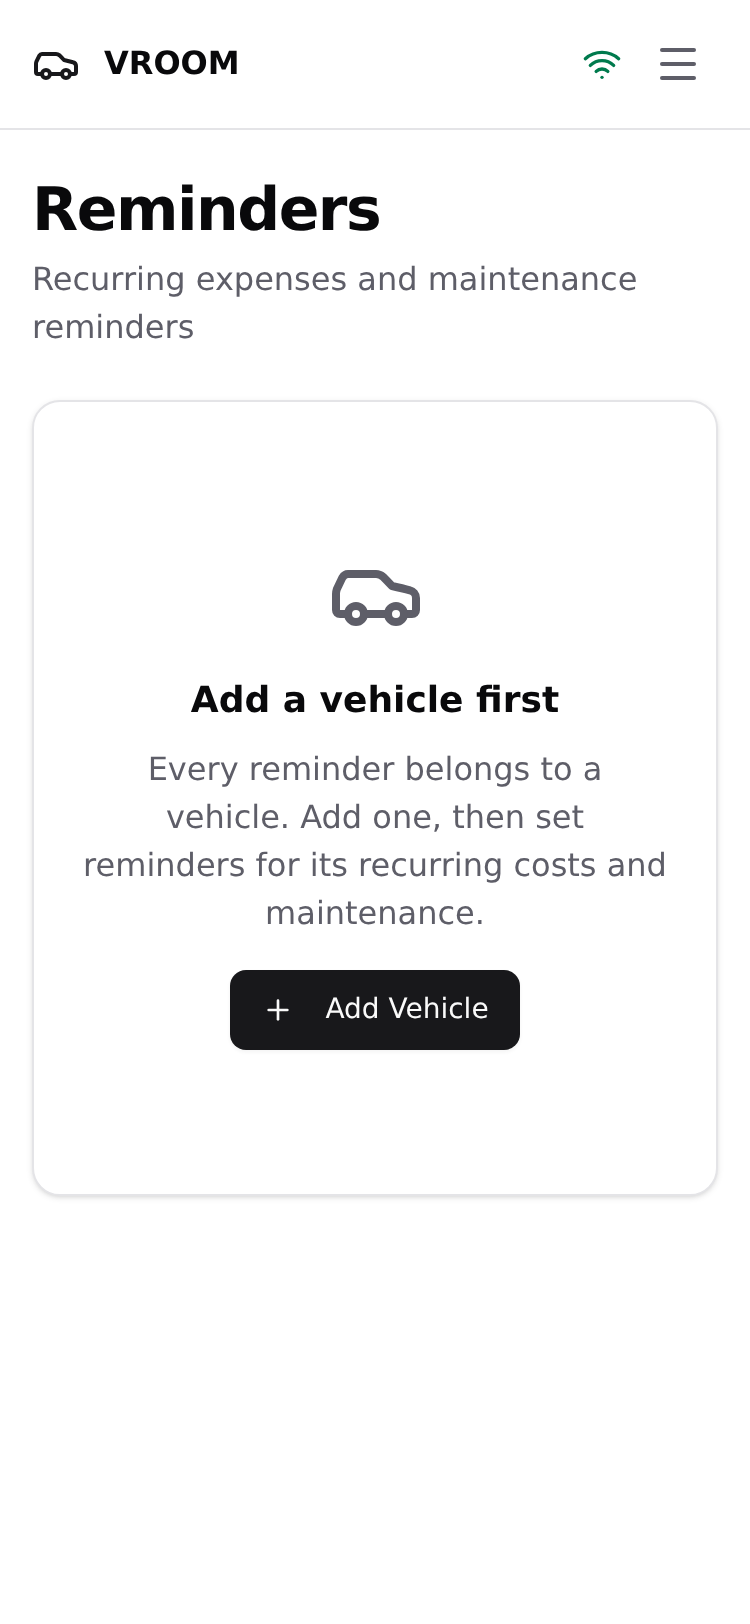 VROOM
Reminders
Recurring expenses and maintenance
reminders
Add a vehicle first
Every reminder belongs to a
vehicle. Add one, then set
reminders for its recurring costs and
maintenance.
Add Vehicle